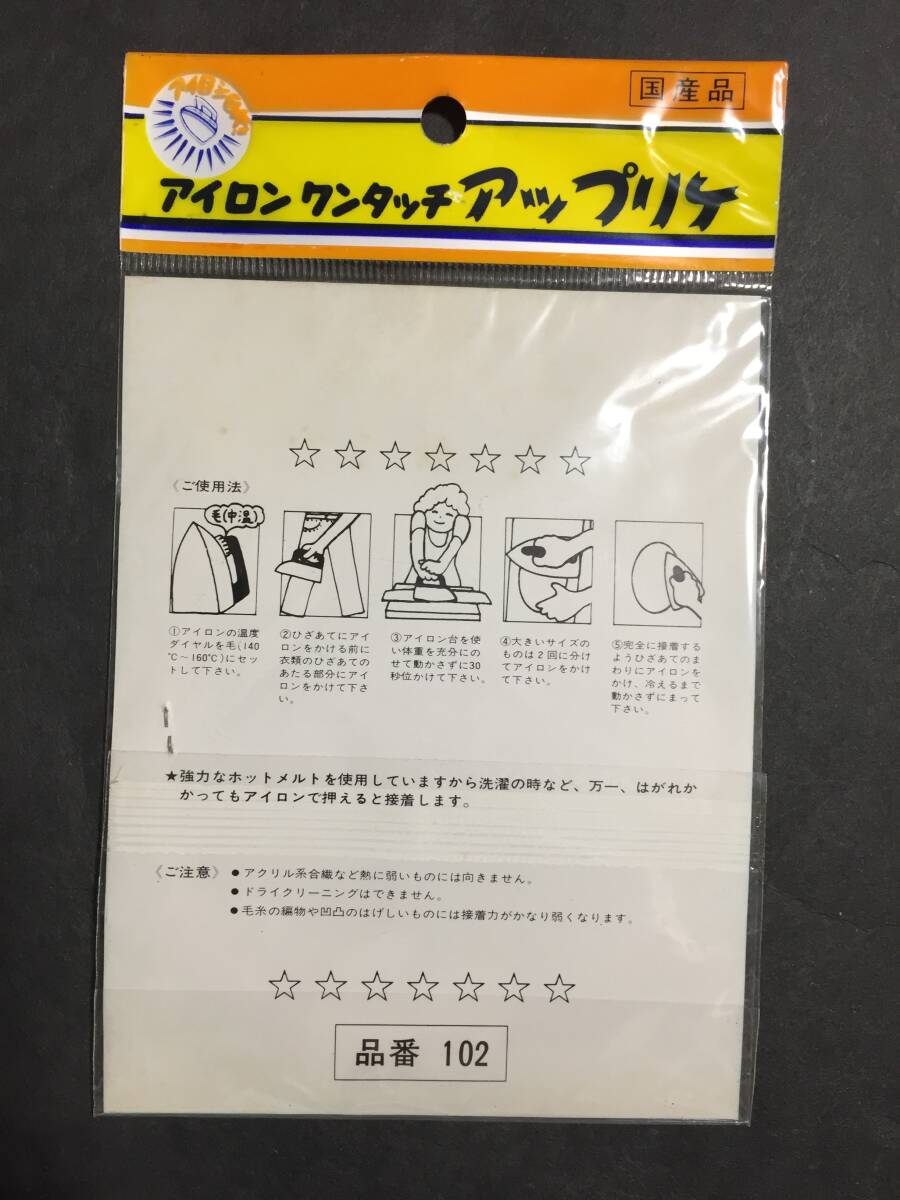 国産品
アイロン ワンタッチ アップリケ
☆☆☆☆☆☆☆
《ご使用法》
毛(中温)
①アイロンの温度
ダイヤルを毛(140
℃～160℃)にセッ
トして下さい。
②ひざあてにアイ
ロンをかける前に
衣類のひざあての
あたる部分にアイ
ロンをかけて下さ
い。
③アイロン台を使
い体重を充分にの
せて動かさずに30
秒位かけて下さい。
④大きいサイズの
ものは2回に分け
てアイロンをかけ
て下さい。
⑤完全に接着する
ようひざあてのま
わりにアイロンを
かけ、冷えるまで
動かさずにまって
下さい。
★強力なホットメルトを使用していますから洗濯の時など、万一、はがれか
かってもアイロンで押えると接着します。
《ご注意》 ●アクリル系合繊など熱に弱いものには向きません。
●ドライクリーニングはできません。
●毛糸の編物や凹凸のはげしいものには接着力がかなり弱くなります。
☆☆☆☆☆☆☆
品番 102